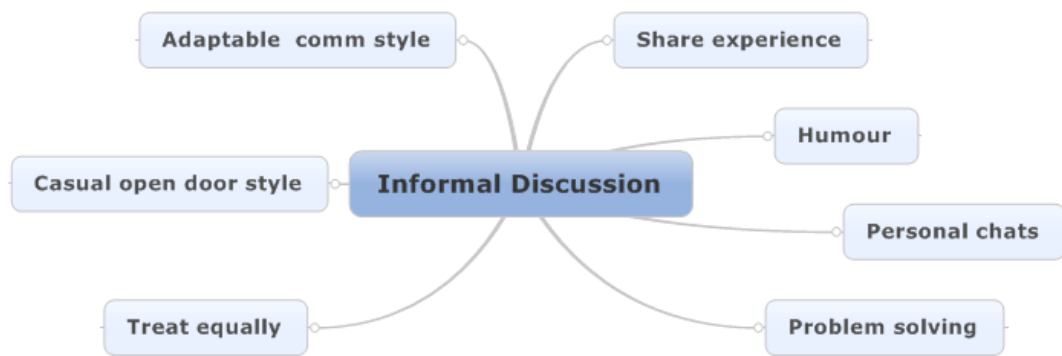 Adaptable comm style
Share experience
Humour
Casual open door style
Informal Discussion
Personal chats
Treat equally
Problem solving